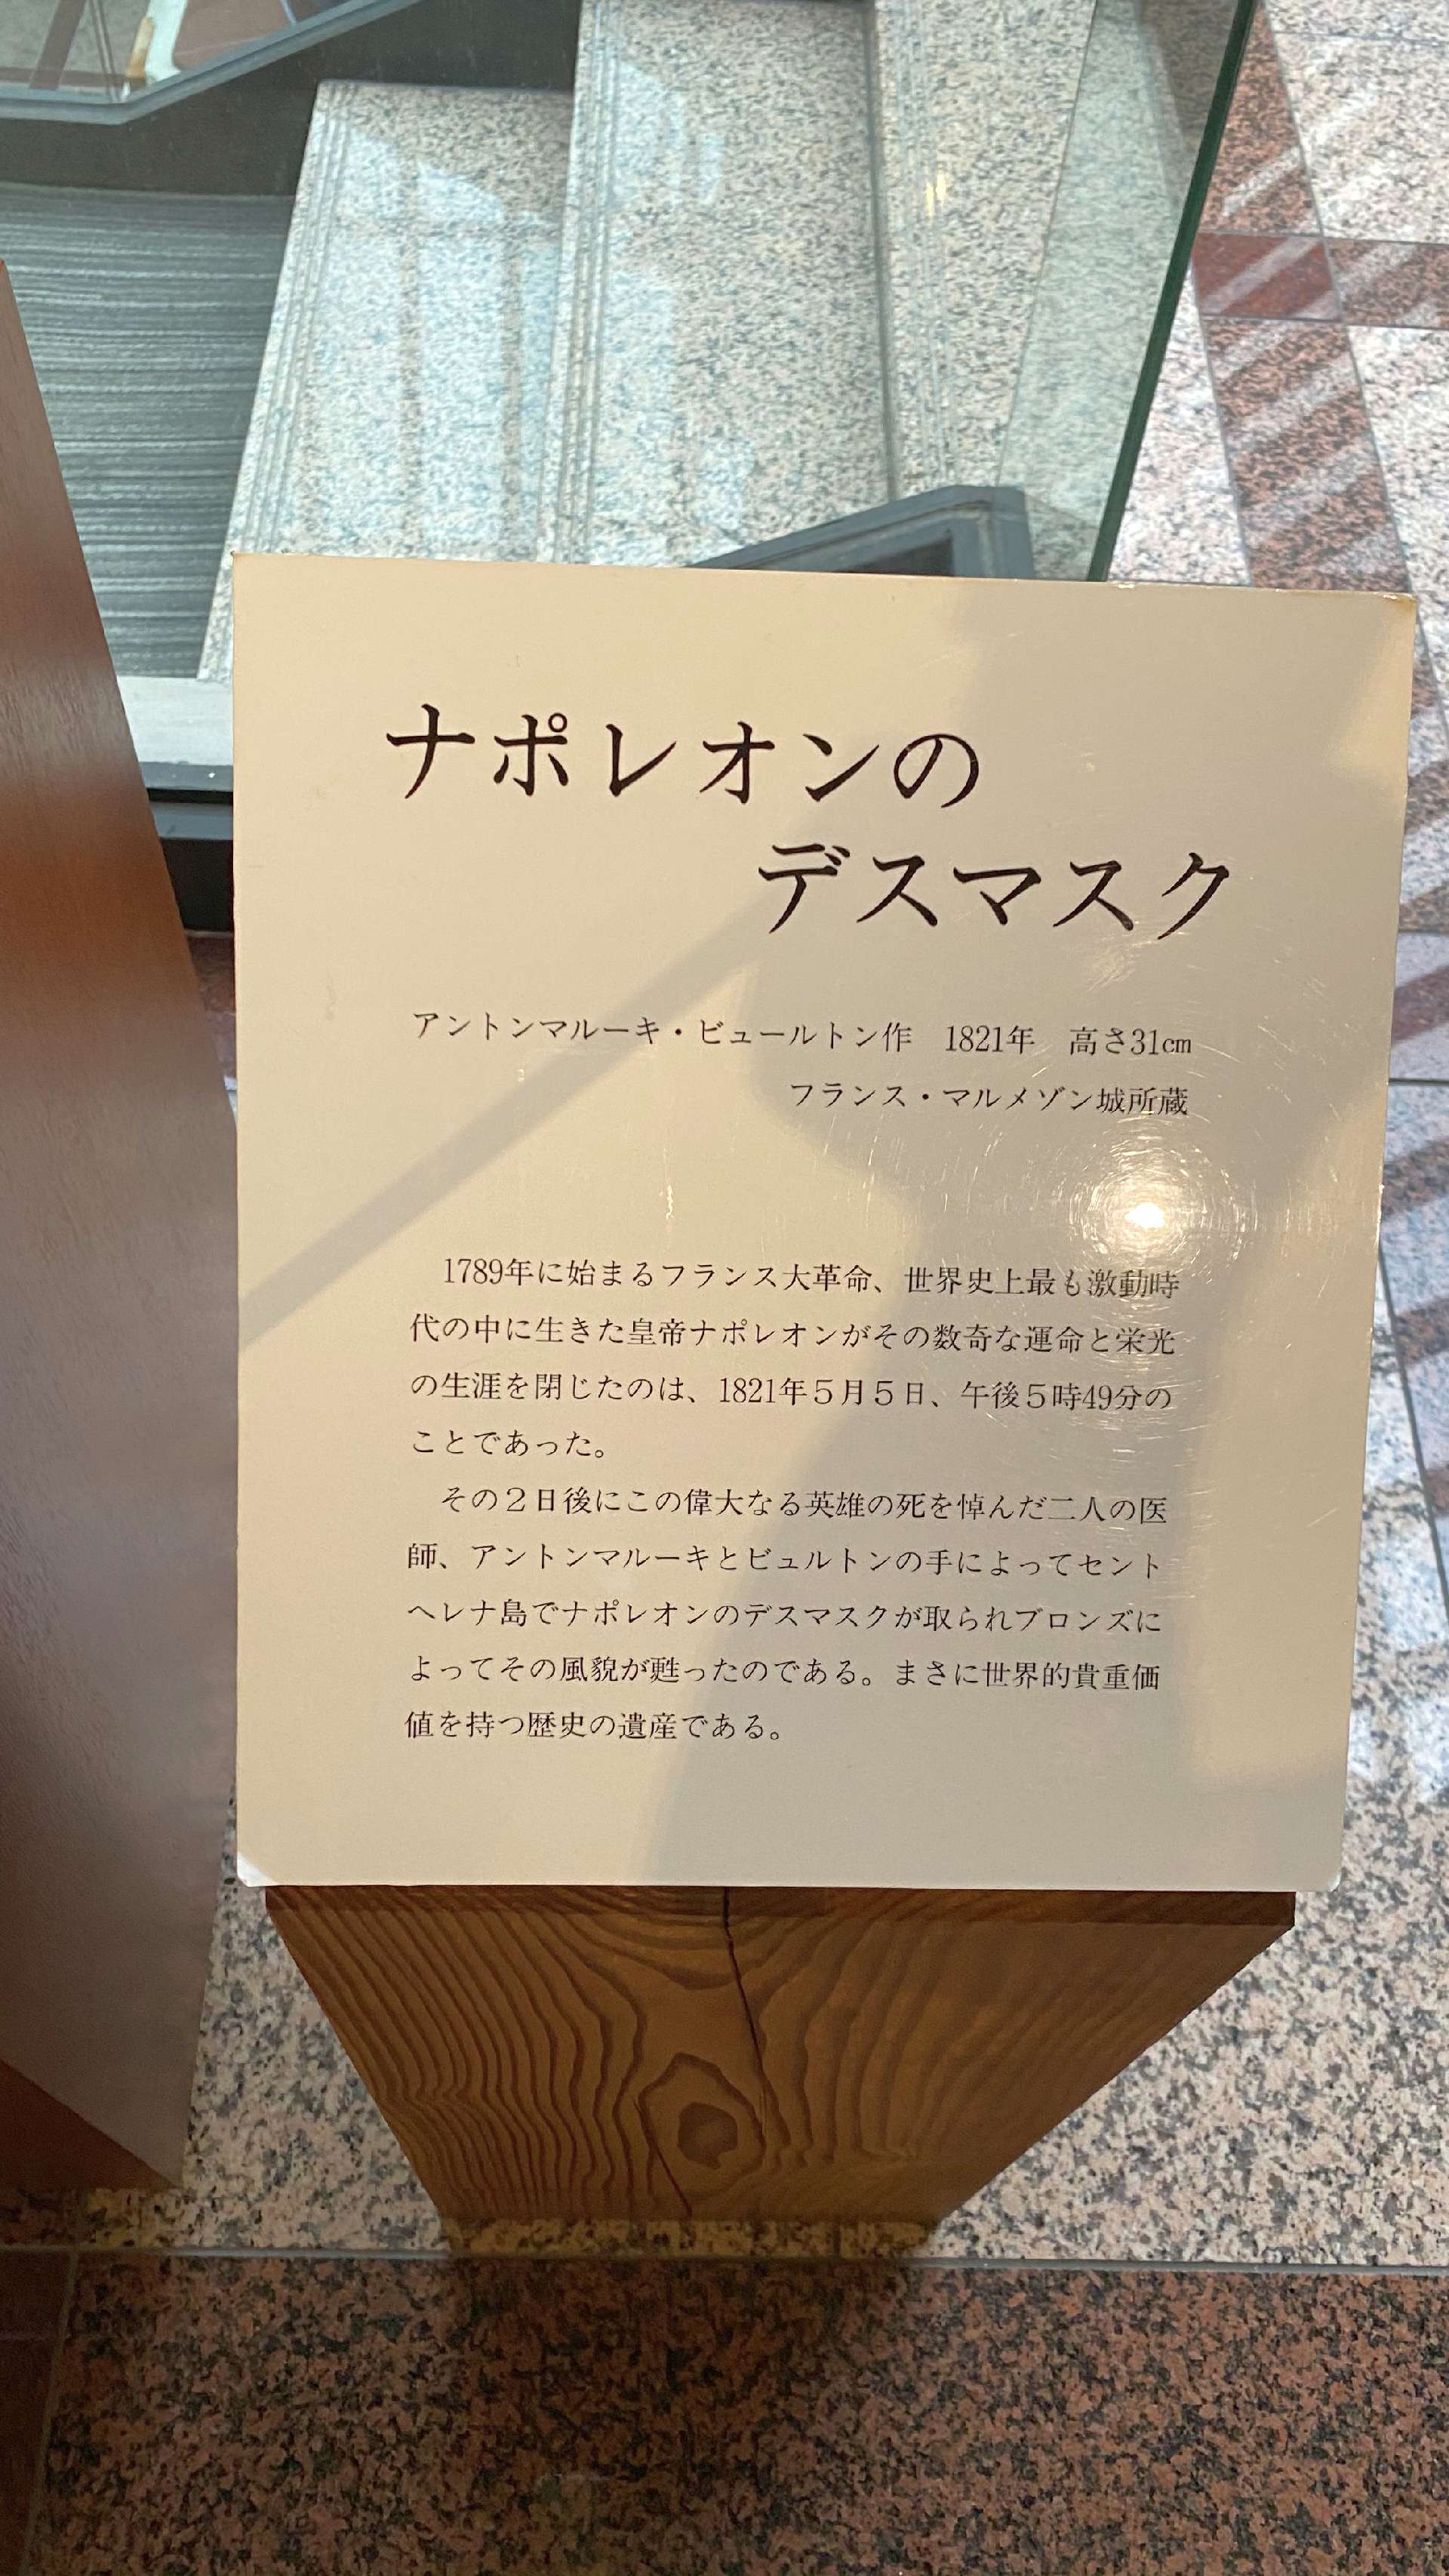 ナポレオンの
デスマスク
アントンマルーキ・ビュールトン作　1821年　高さ31cm
フランス・マルメゾン城所蔵
1789年に始まるフランス大革命、世界史上最も激動時
代の中に生きた皇帝ナポレオンがその数奇な運命と栄光
の生涯を閉じたのは、1821年５月５日、午後５時49分の
ことであった。
その２日後にこの偉大なる英雄の死を悼んだ二人の医
師、アントンマルーキとビュルトンの手によってセント
ヘレナ島でナポレオンのデスマスクが取られブロンズに
よってその風貌が甦ったのである。まさに世界的貴重価
値を持つ歴史の遺産である。